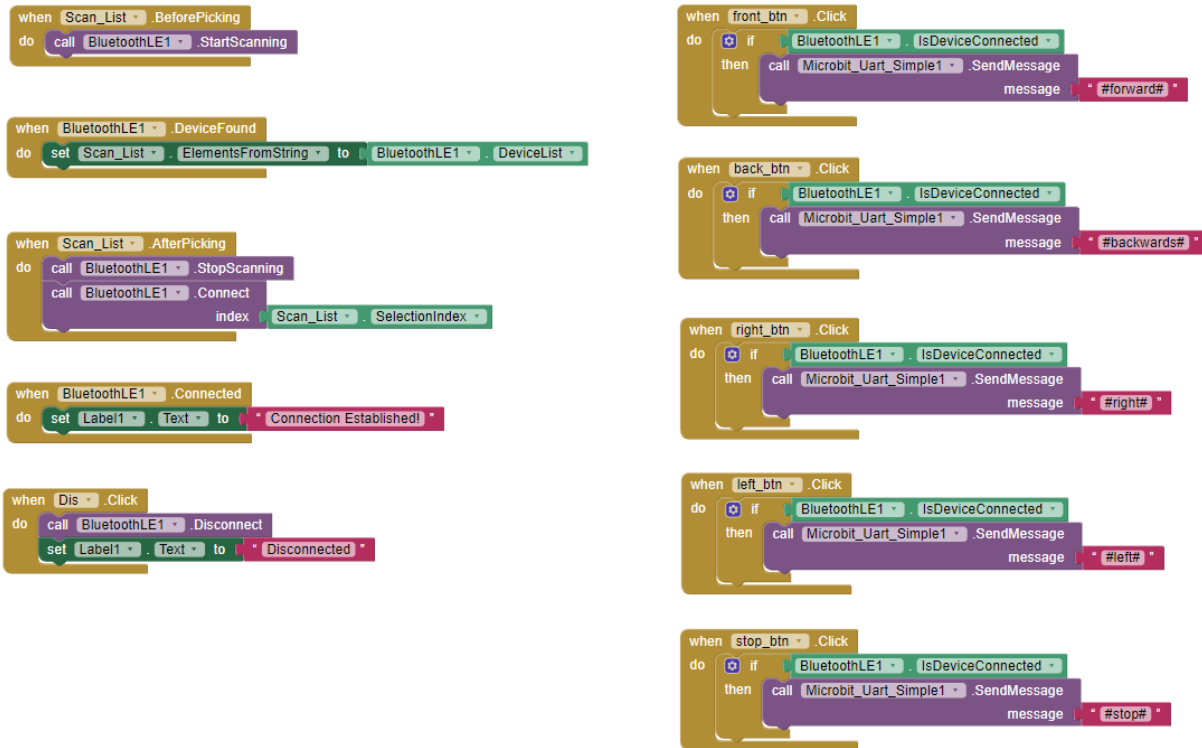 when Scan_List .BeforePicking
do call BluetoothLE1 .StartScanning
when BluetoothLE1 .DeviceFound
do set Scan_List . ElementsFromString to BluetoothLE1 . DeviceList
when Scan_List .AfterPicking
do call BluetoothLE1 .StopScanning
call BluetoothLE1 .Connect
index Scan_List . SelectionIndex
when BluetoothLE1 .Connected
do set Label1 . Text to " Connection Established! "
when Dis .Click
do call BluetoothLE1 .Disconnect
set Label1 . Text to " Disconnected "
when front_btn .Click
do if BluetoothLE1 . IsDeviceConnected
then call Microbit_Uart_Simple1 .SendMessage
message " #forward# "
when back_btn .Click
do if BluetoothLE1 . IsDeviceConnected
then call Microbit_Uart_Simple1 .SendMessage
message " #backwards# "
when right_btn .Click
do if BluetoothLE1 . IsDeviceConnected
then call Microbit_Uart_Simple1 .SendMessage
message " #right# "
when left_btn .Click
do if BluetoothLE1 . IsDeviceConnected
then call Microbit_Uart_Simple1 .SendMessage
message " #left# "
when stop_btn .Click
do if BluetoothLE1 . IsDeviceConnected
then call Microbit_Uart_Simple1 .SendMessage
message " #stop# "